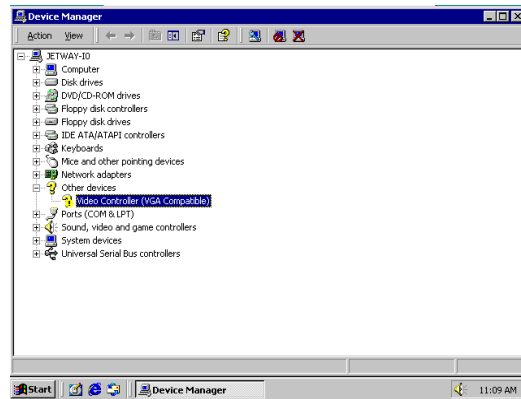 Device Manager
Action View
JETWAY-I0
Computer
Disk drives
DVD/CD-ROM drives
Floppy disk controllers
Floppy disk drives
IDE ATA/ATAPI controllers
Keyboards
Mice and other pointing devices
Network adapters
Other devices
Video Controller (VGA Compatible)
Ports (COM & LPT)
Sound, video and game controllers
System devices
Universal Serial Bus controllers
Start Device Manager 11:09 AM